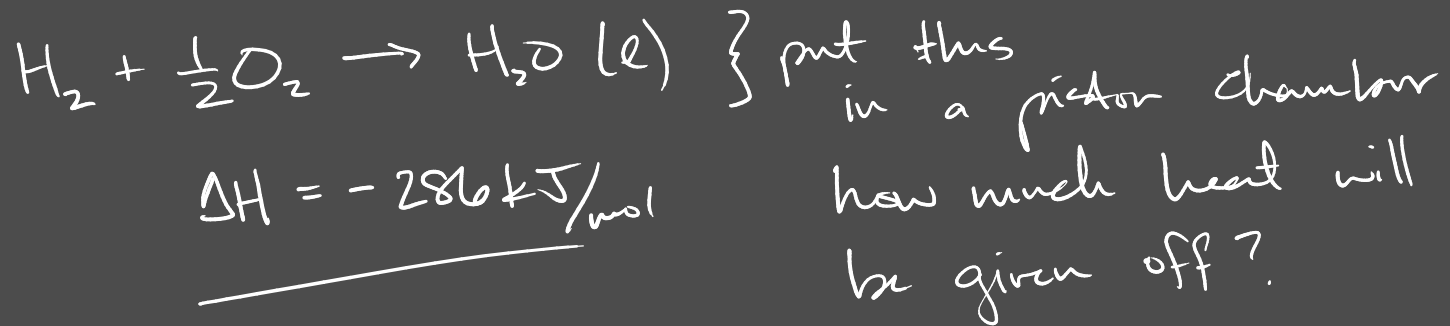 H₂ + ½O₂ → H₂O (l) } put this
in a piston chambour
ΔH = - 286 kJ/mol how much heat will
be given off?